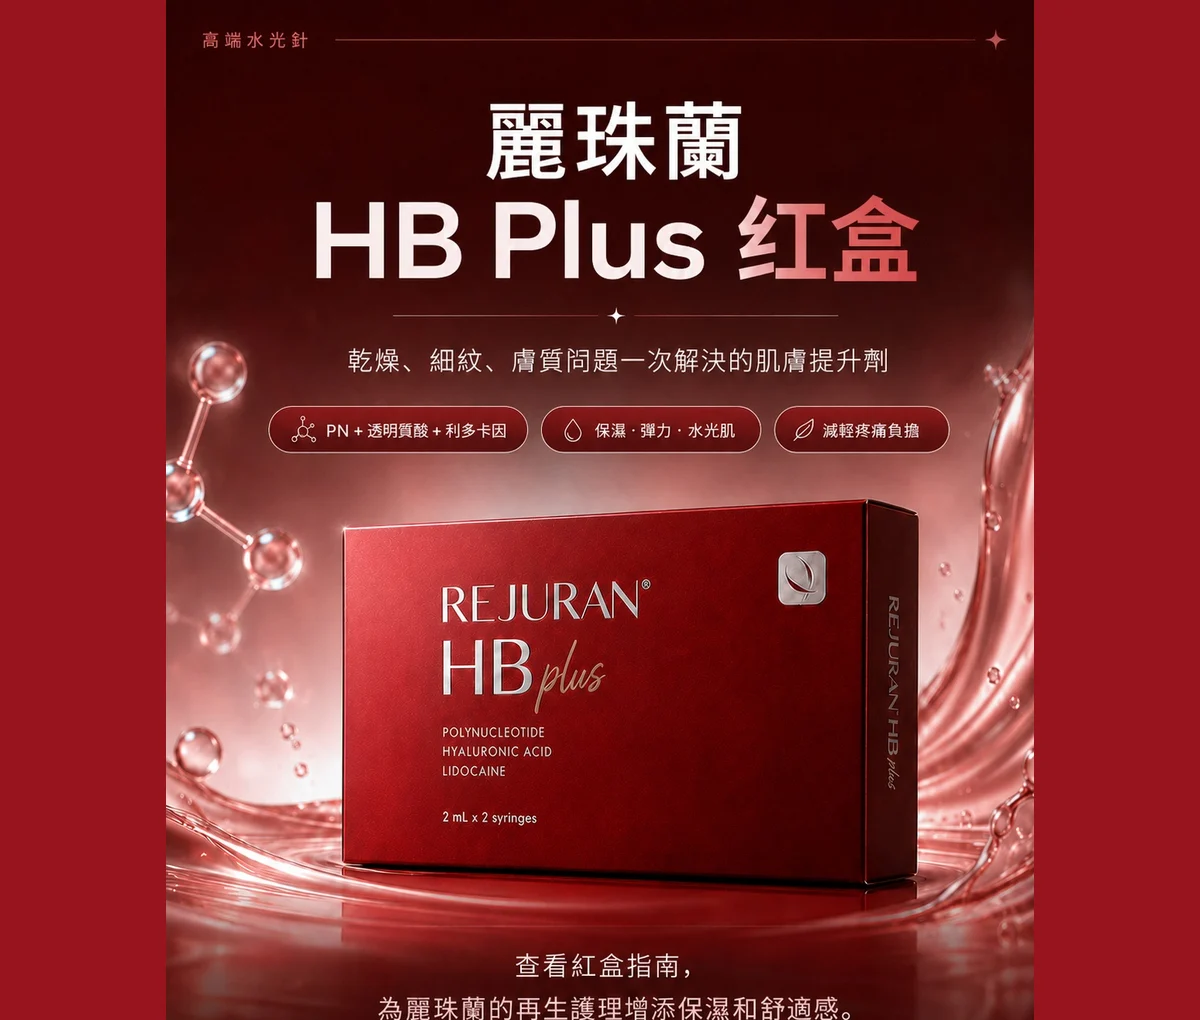 高端水光針
麗珠蘭
HB Plus 红盒
乾燥、細紋、膚質問題一次解決的肌膚提升劑
PN + 透明質酸 + 利多卡因
保濕 · 彈力 · 水光肌
減輕疼痛負擔
REJURAN®
HB plus
POLYNUCLEOTIDE
HYALURONIC ACID
LIDOCAINE
2 mL x 2 syringes
REJURAN HB plus
查看紅盒指南，
為麗珠蘭的再生護理增添保濕和舒適感。